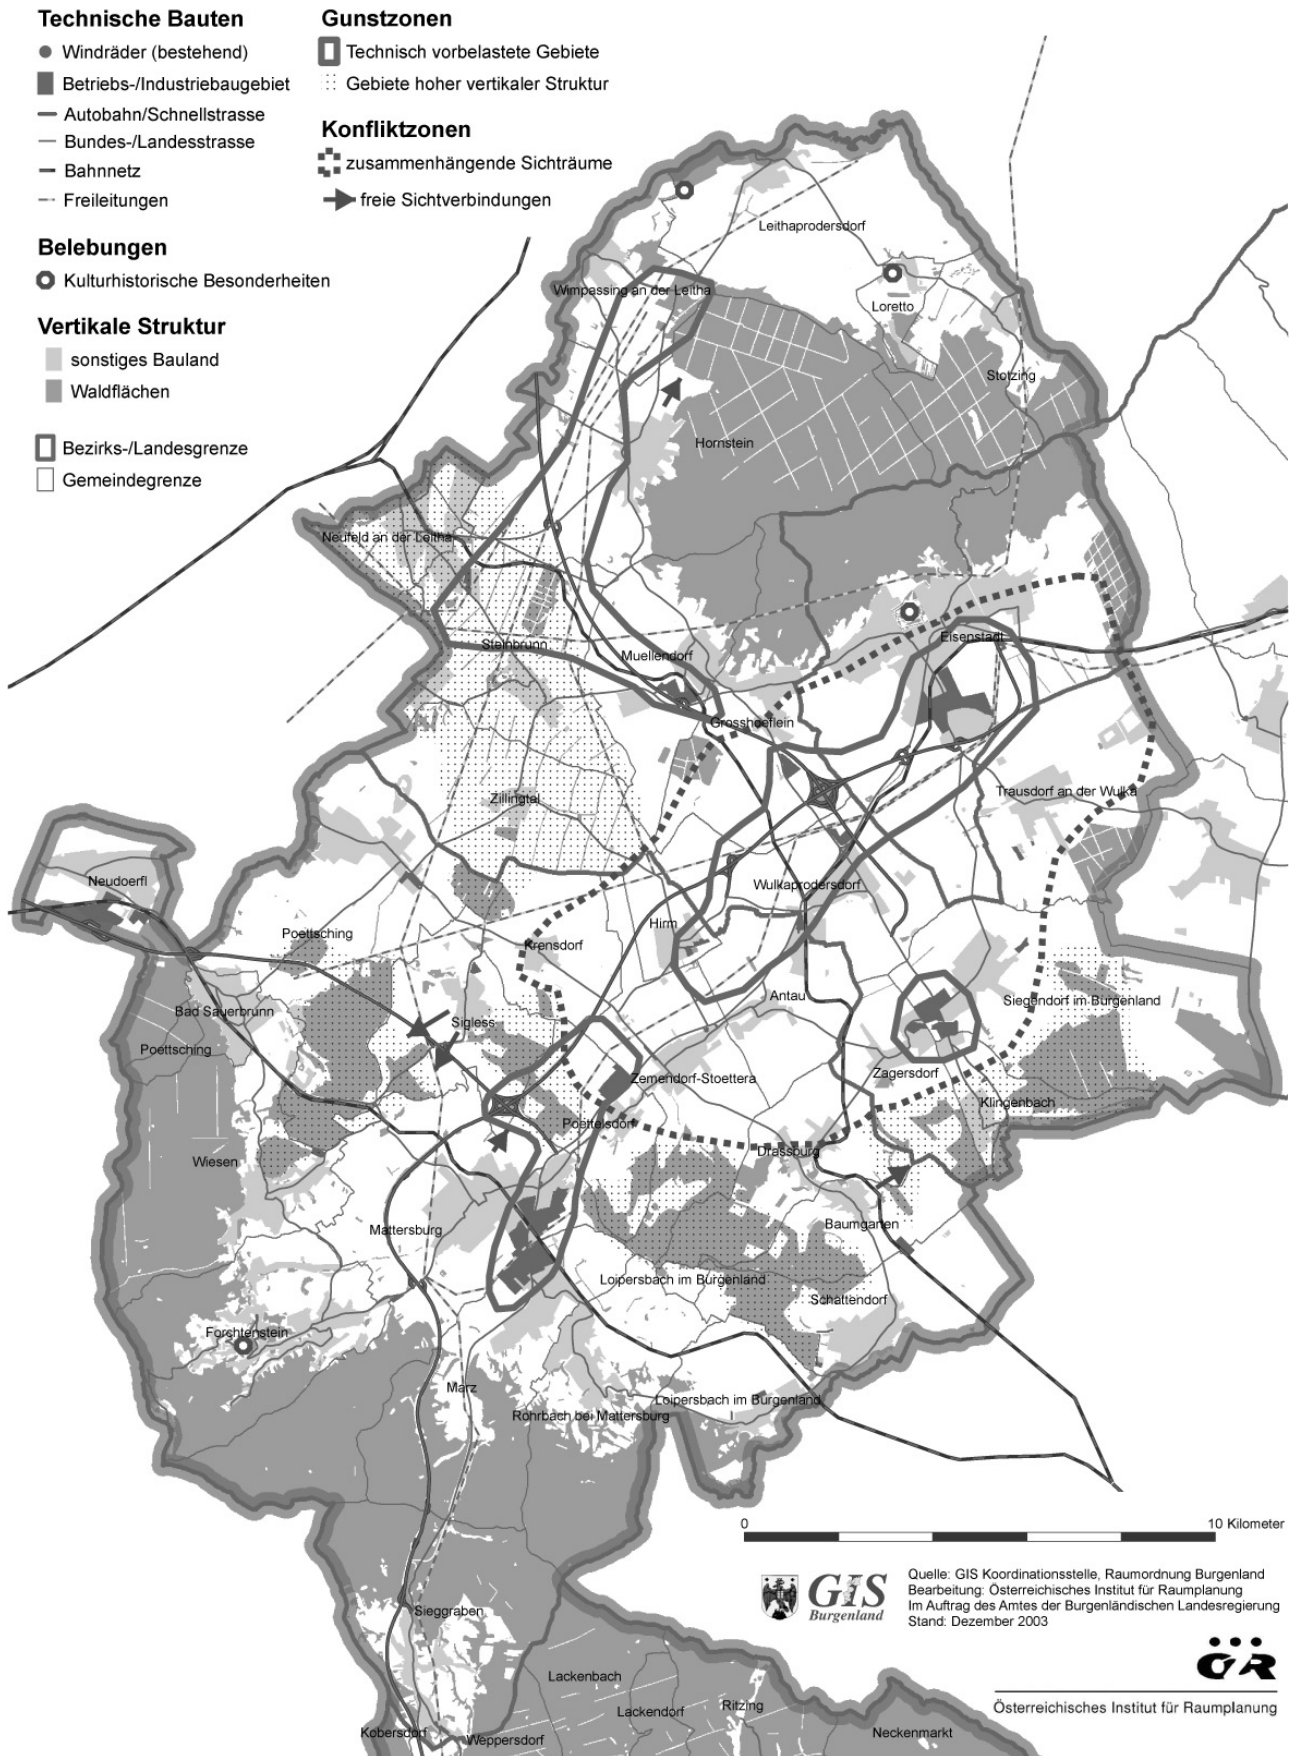 Technische Bauten
Windräder (bestehend)
Betriebs-/Industriebaugebiet
Autobahn/Schnellstrasse
Bundes-/Landesstrasse
Bahnnetz
Freileitungen
Belebungen
Kulturhistorische Besonderheiten
Vertikale Struktur
sonstiges Bauland
Waldflächen
Bezirks-/Landesgrenze
Gemeindegrenze
Gunstzonen
Technisch vorbelastete Gebiete
Gebiete hoher vertikaler Struktur
Konfliktzonen
zusammenhängende Sichträume
freie Sichtverbindungen
Leithaprodersdorf
Wimpassing an der Leitha
Loretto
Stotzing
Hornstein
Neufeld an der Leitha
Steinbrunn
Muellendorf
Eisenstadt
Grosshoeflein
Zillingtal
Trausdorf an der Wulka
Neudoerfl
Wulkaprodersdorf
Hirm
Poettsching
Krensdorf
Antau
Siegendorf im Burgenland
Bad Sauerbrunn
Sigless
Poettsching
Zemendorf-Stoettera
Zagersdorf
Klingenbach
Poettelsdorf
Drassburg
Wiesen
Mattersburg
Baumgarten
Loipersbach im Burgenland
Schattendorf
Forchtenstein
Marz
Loipersbach im Burgenland
Rohrbach bei Mattersburg
0 10 Kilometer
GIS
Burgenland
Quelle: GIS Koordinationsstelle, Raumordnung Burgenland
Bearbeitung: Österreichisches Institut für Raumplanung
Im Auftrag des Amtes der Burgenländischen Landesregierung
Stand: Dezember 2003
Sieggraben
ÖIR
Österreichisches Institut für Raumplanung
Lackenbach
Lackendorf
Ritzing
Neckenmarkt
Kobersdorf
Weppersdorf